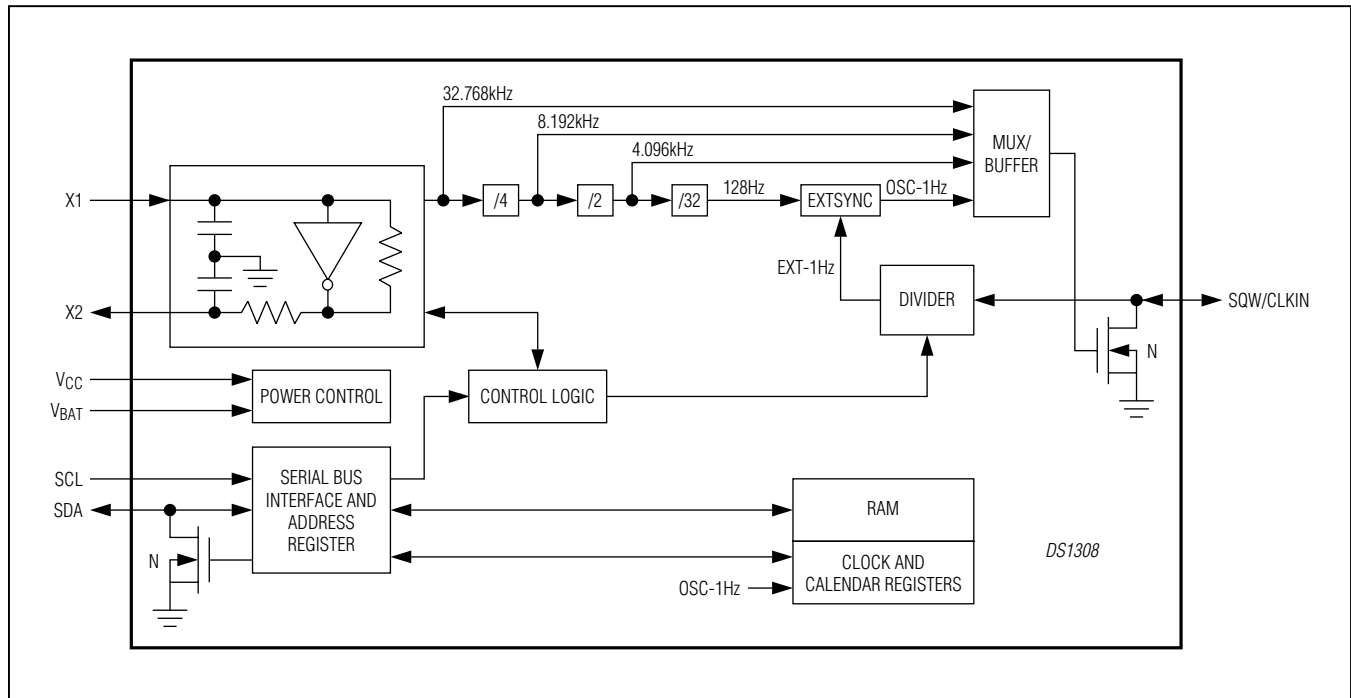 32.768kHz
8.192kHz
4.096kHz
MUX/
BUFFER
X1
/4
/2
/32
128Hz
EXTSYNC
OSC-1Hz
EXT-1Hz
DIVIDER
SQW/CLKIN
N
X2
VCC
VBAT
POWER CONTROL
CONTROL LOGIC
SCL
SDA
SERIAL BUS
INTERFACE AND
ADDRESS
REGISTER
N
RAM
CLOCK AND
CALENDAR REGISTERS
OSC-1Hz
DS1308